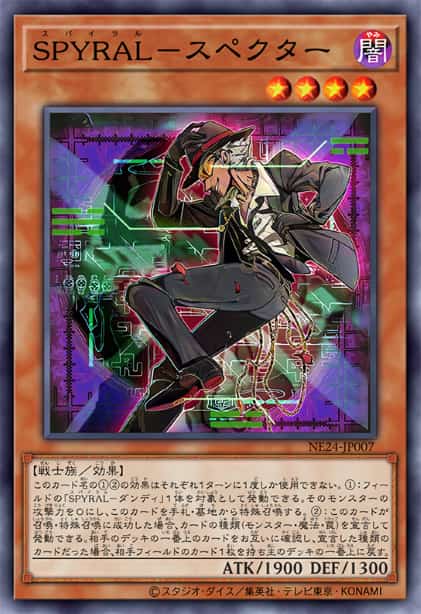 スパイラル
SPYRAL－スペクター
やみ
闇
NE24-JP007
【戦士族／効果】
このカード名の①②の効果はそれぞれ1ターンに1度しか使用できない。①：フィ
ールドの「SPYRAL－ダンディ」1体を対象として発動できる。そのモンスターの
攻撃力を0にし、このカードを手札・墓地から特殊召喚する。②：このカードが
召喚・特殊召喚に成功した場合、カードの種類(モンスター・魔法・罠)を宣言して
発動できる。相手のデッキの一番上のカードをお互いに確認し、宣言した種類の
カードだった場合、相手フィールドのカード1枚を持ち主のデッキの一番上に戻す。
ATK/1900 DEF/1300
©スタジオ・ダイス／集英社・テレビ東京・KONAMI